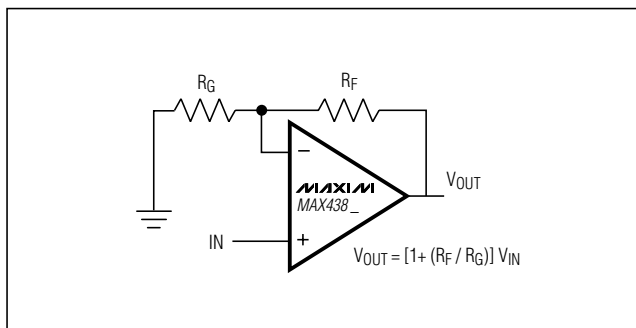 RG
RF
−
MAXIM
MAX438_
VOUT
IN
+
VOUT = [1+ (RF / RG)] VIN